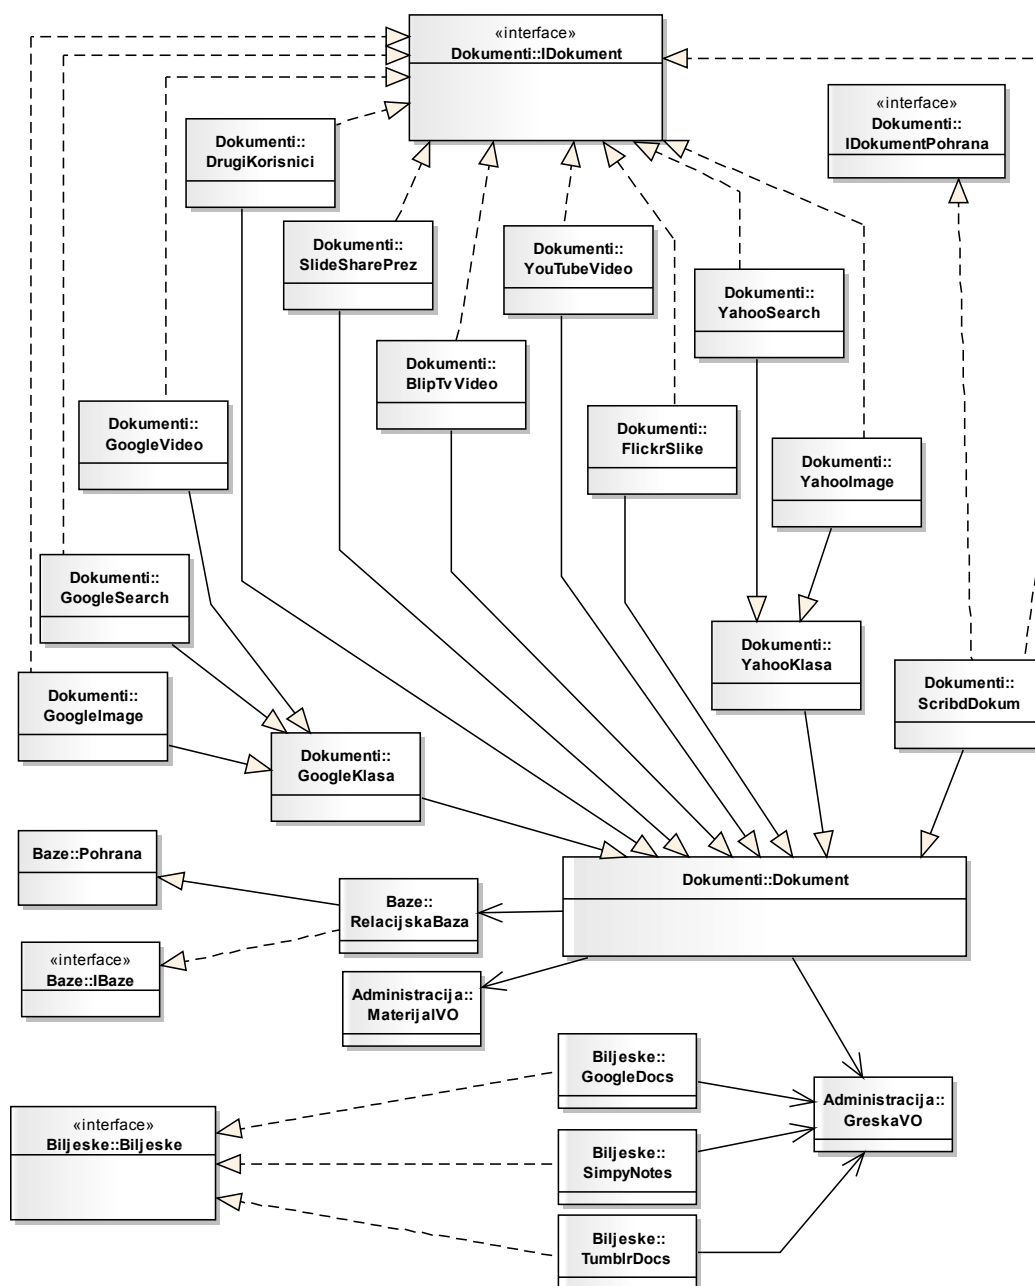 «interface»
Dokumenti::IDokument
«interface»
Dokumenti::
IDokumentPohrana
Dokumenti::
DrugiKorisnici
Dokumenti::
SlideSharePrez
Dokumenti::
YouTubeVideo
Dokumenti::
YahooSearch
Dokumenti::
BlipTvVideo
Dokumenti::
GoogleVideo
Dokumenti::
FlickrSlike
Dokumenti::
YahooImage
Dokumenti::
GoogleSearch
Dokumenti::
YahooKlasa
Dokumenti::
GoogleImage
Dokumenti::
ScribdDokum
Dokumenti::
GoogleKlasa
Baze::Pohrana
Dokumenti::Dokument
Baze::
RelacijskaBaza
«interface»
Baze::IBaze
Administracija::
MaterijalVO
Biljeske::
GoogleDocs
Administracija::
GreskaVO
«interface»
Biljeske::Biljeske
Biljeske::
SimpyNotes
Biljeske::
TumblrDocs